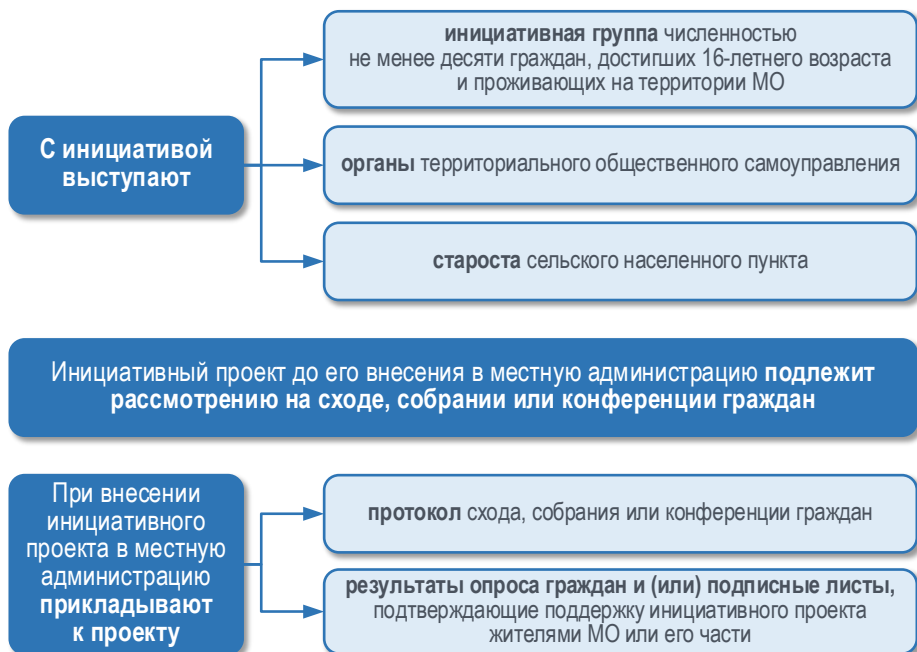 С инициативой
выступают
инициативная группа численностью
не менее десяти граждан, достигших 16-летнего возраста
и проживающих на территории МО
органы территориального общественного самоуправления
староста сельского населенного пункта
Инициативный проект до его внесения в местную администрацию подлежит
рассмотрению на сходе, собрании или конференции граждан
При внесении
инициативного
проекта в местную
администрацию
прикладывают
к проекту
протокол схода, собрания или конференции граждан
результаты опроса граждан и (или) подписные листы,
подтверждающие поддержку инициативного проекта
жителями МО или его части